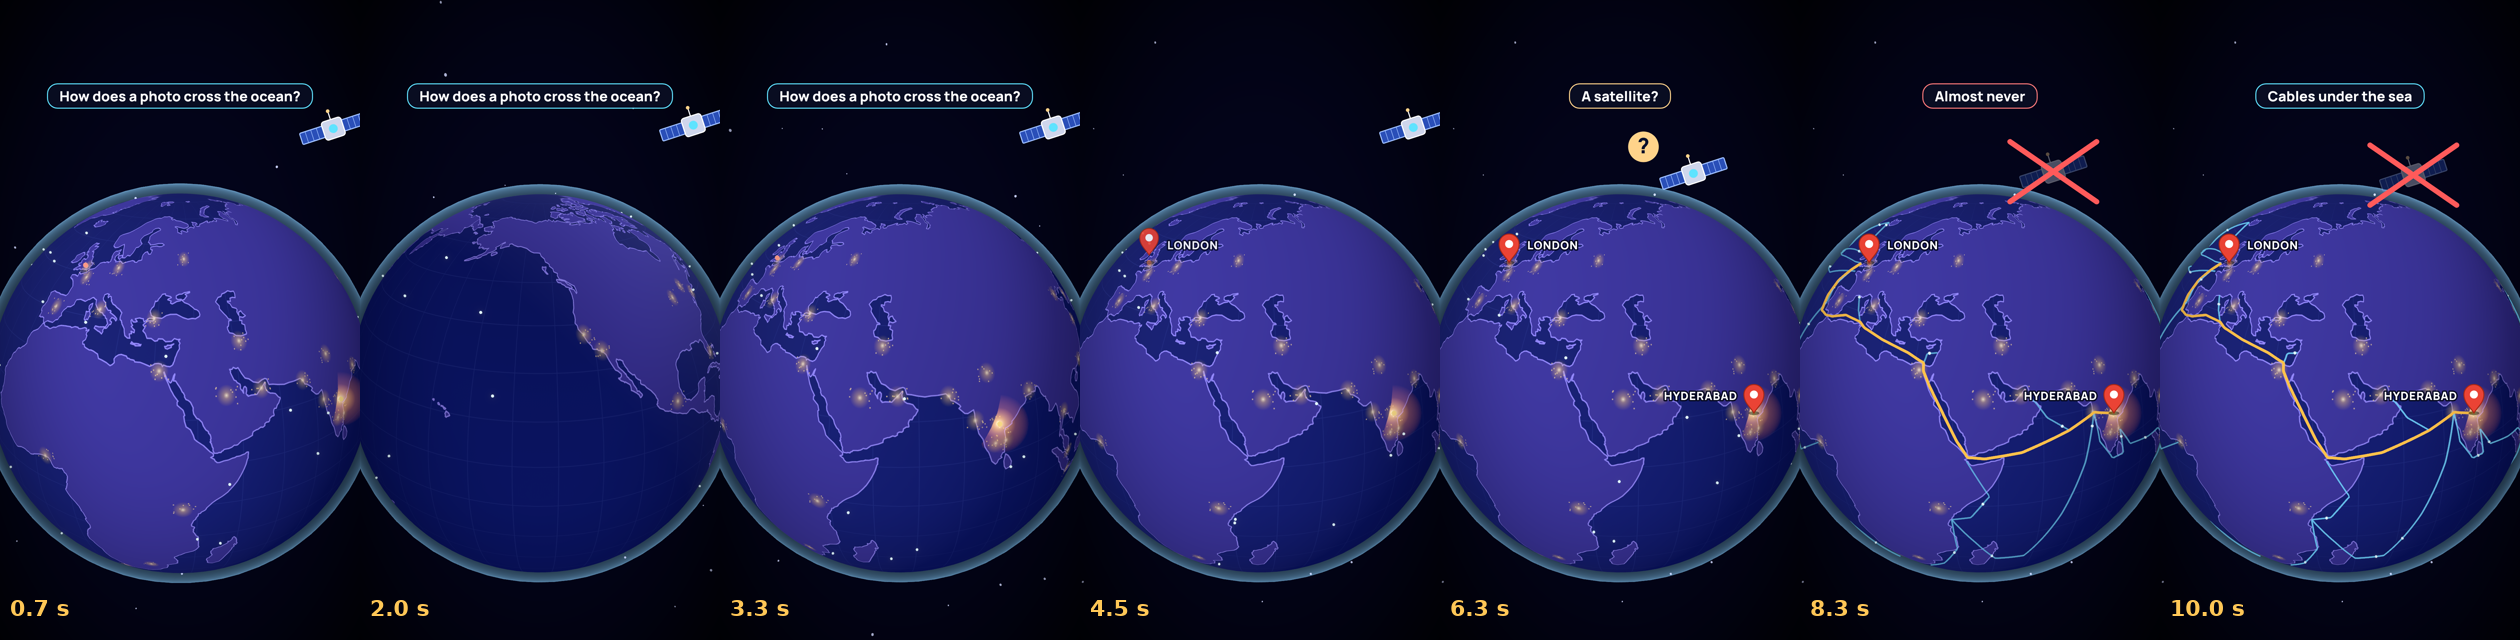 How does a photo cross the ocean?
0.7 s
How does a photo cross the ocean?
2.0 s
How does a photo cross the ocean?
3.3 s
LONDON
4.5 s
A satellite?
?
LONDON
HYDERABAD
6.3 s
Almost never
LONDON
HYDERABAD
8.3 s
Cables under the sea
LONDON
HYDERABAD
10.0 s